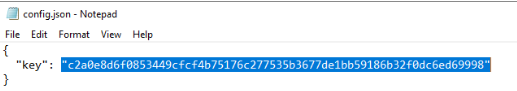 config.json - Notepad
File Edit Format View Help
{
"key": "c2a0e8d6f0853449cfcf4b75176c277535b3677de1bb59186b32f0dc6ed69998"
}